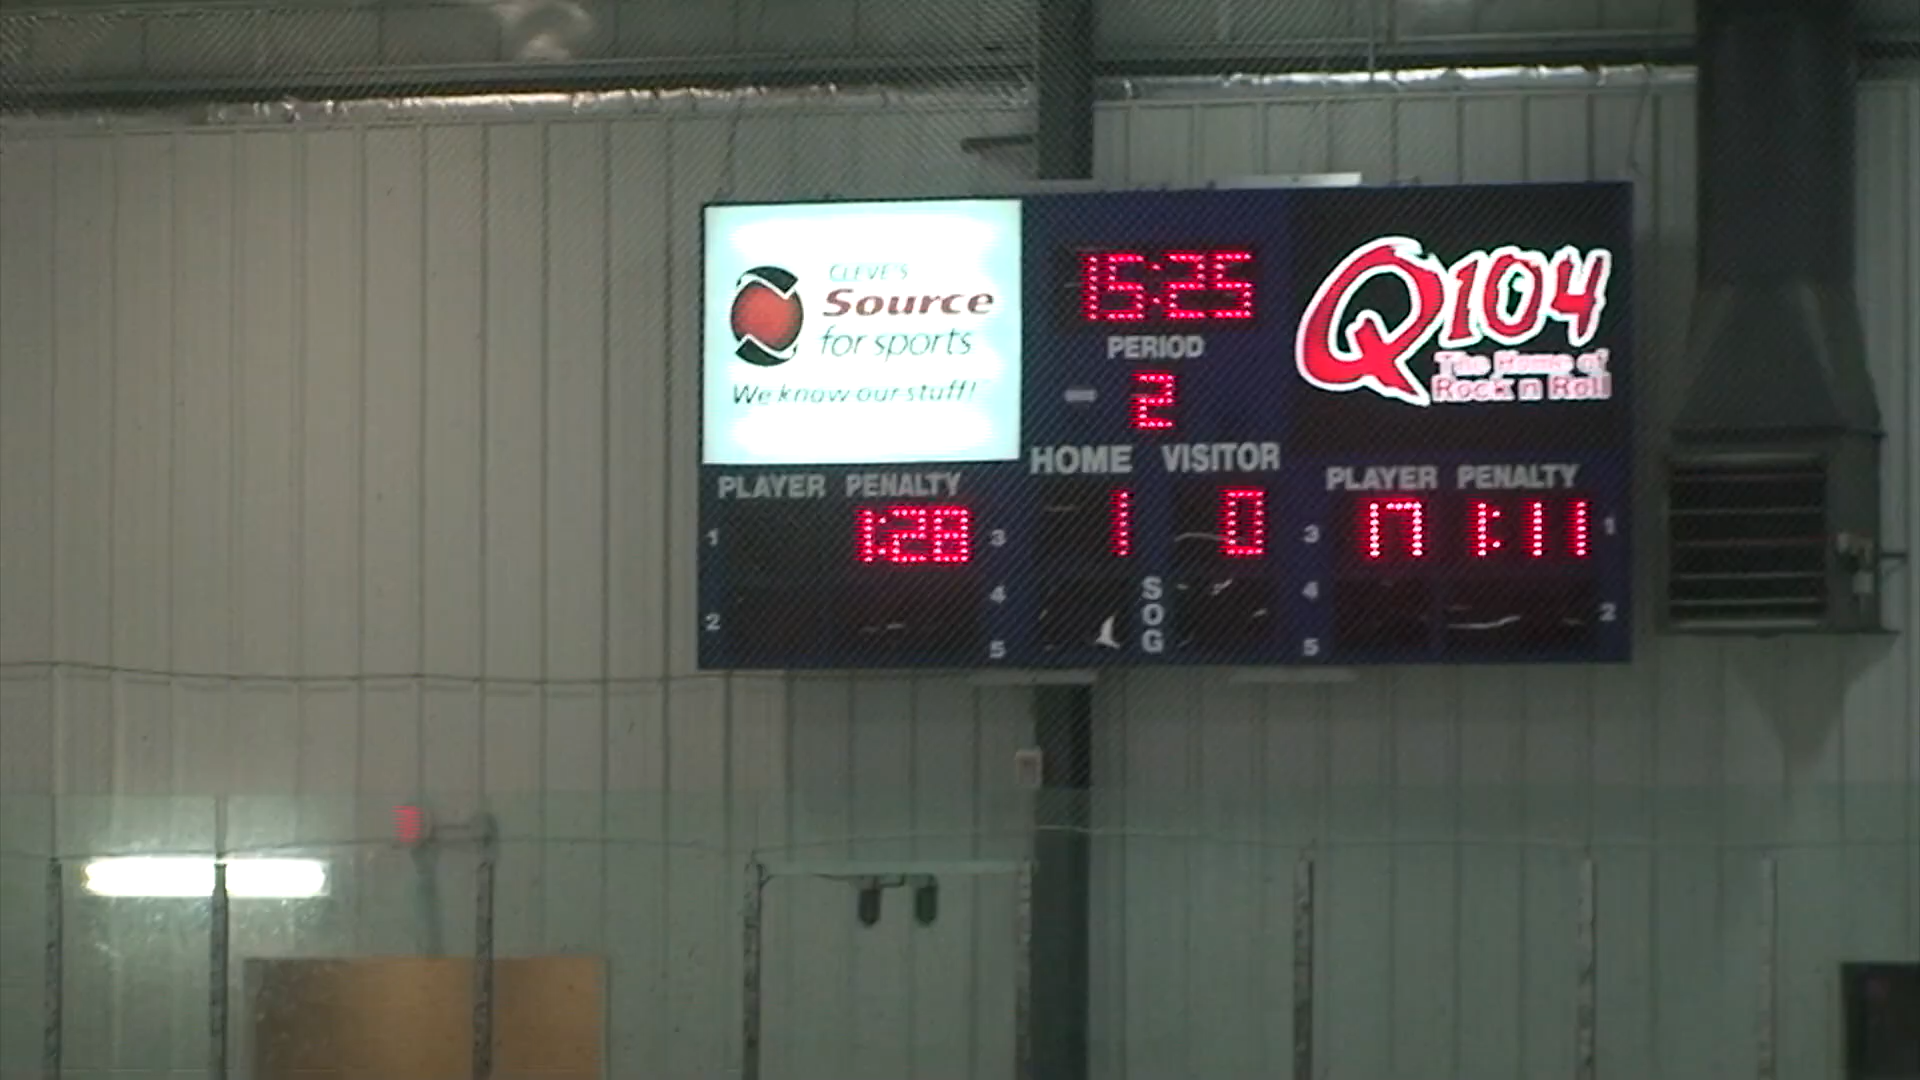 CLEVE'S
Source
for sports
We know our stuff!
15:25
PERIOD
2
Q104
The Home of
Rock n Roll
HOME VISITOR
1 0
PLAYER PENALTY
1 1:28 3
2 4
5
S
O
G
PLAYER PENALTY
3 17 1:11 1
4 2
5